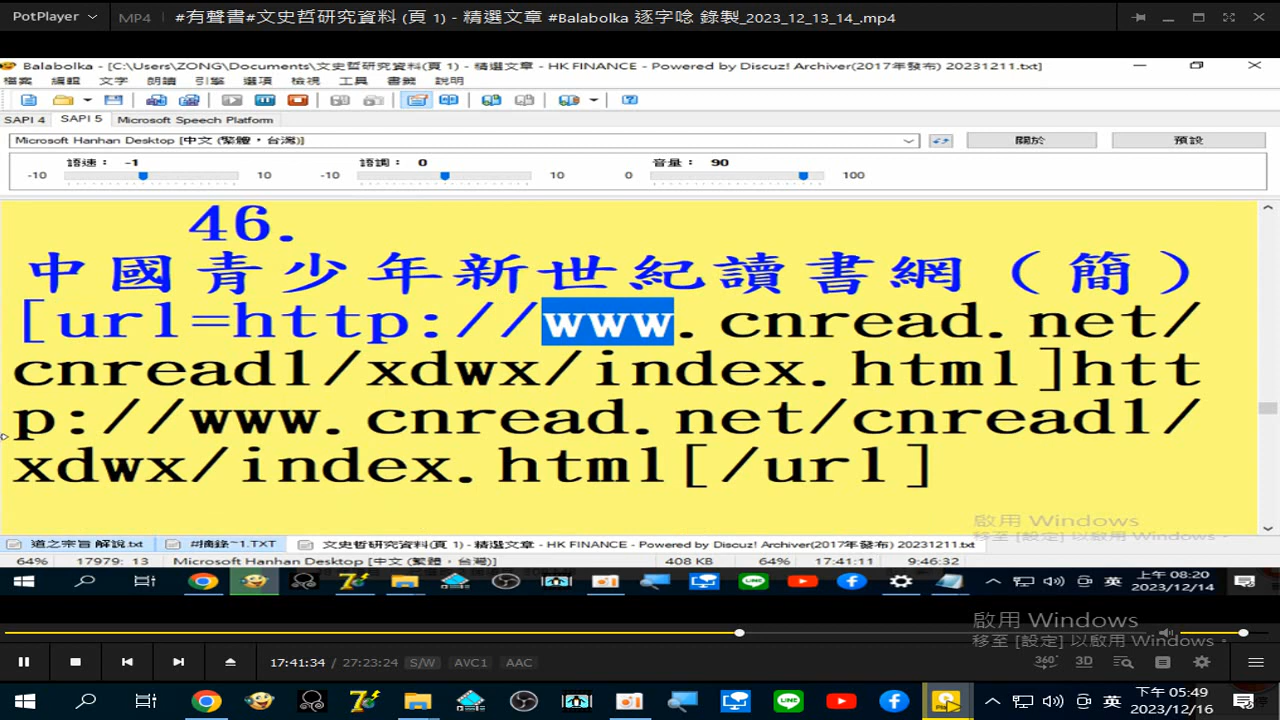 PotPlayer MP4 #有聲書#文史哲研究資料 (頁 1) - 精選文章 #Balabolka 逐字唸 錄製_2023_12_13_14_.mp4
Balabolka - [C:\Users\ZONG\Documents\文史哲研究資料(頁 1) - 精選文章 - HK FINANCE - Powered by Discuz! Archiver(2017年發布) 20231211.txt]
檔案 編輯 文字 朗讀 引擎 選項 檢視 工具 書籤 說明
SAPI 4 SAPI 5 Microsoft Speech Platform
Microsoft Hanhan Desktop [中文 (繁體，台灣)] 關於 預設
語速： -1 語調： 0 音量： 90
-10 10 -10 10 0 100
46.
中國青少年新世紀讀書網（簡）
[url=http://www.cnread.net/
cnread1/xdwx/index.html]htt
p://www.cnread.net/cnread1/
xdwx/index.html[/url]
啟用 Windows
移至 [設定] 以啟用 Windows。
道之宗旨 解說.txt #摘錄~1.TXT 文史哲研究資料(頁 1) - 精選文章 - HK FINANCE - Powered by Discuz! Archiver(2017年發布) 20231211.txt
64% 17979: 13 Microsoft Hanhan Desktop [中文 (繁體，台灣)] 408 KB 64% 17:41:11 9:46:32
英 上午 08:20
2023/12/14
啟用 Windows
移至 [設定] 以啟用 Windows。
17:41:34 / 27:23:24 S/W AVC1 AAC 360° 3D
英 下午 05:49
2023/12/16